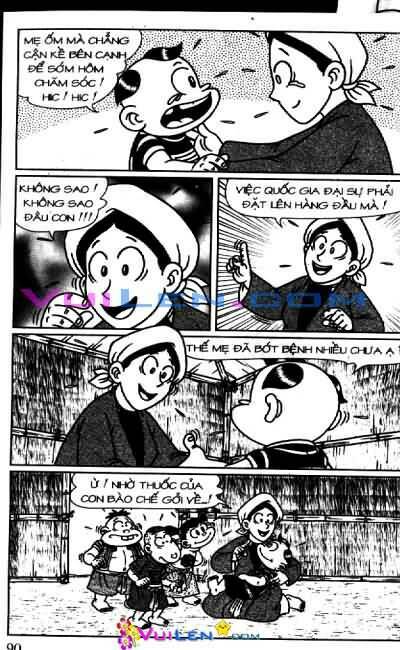 MẸ ỐM MÀ CHẲNG
CẬN KỀ BÊN CẠNH
ĐỂ SỚM HÔM
CHĂM SÓC!
HIC! HIC!
KHÔNG SAO!
KHÔNG SAO
ĐÂU CON!!!
VIỆC QUỐC GIA ĐẠI SỰ PHẢI
ĐẶT LÊN HÀNG ĐẦU MÀ!
VUILEN.COM
THẾ MẸ ĐÃ BỚT BỆNH NHIỀU CHƯA Ạ?
Ừ! NHỜ THUỐC CỦA
CON BÀO CHẾ GỞI VỀ...!
90
VUILEN.COM